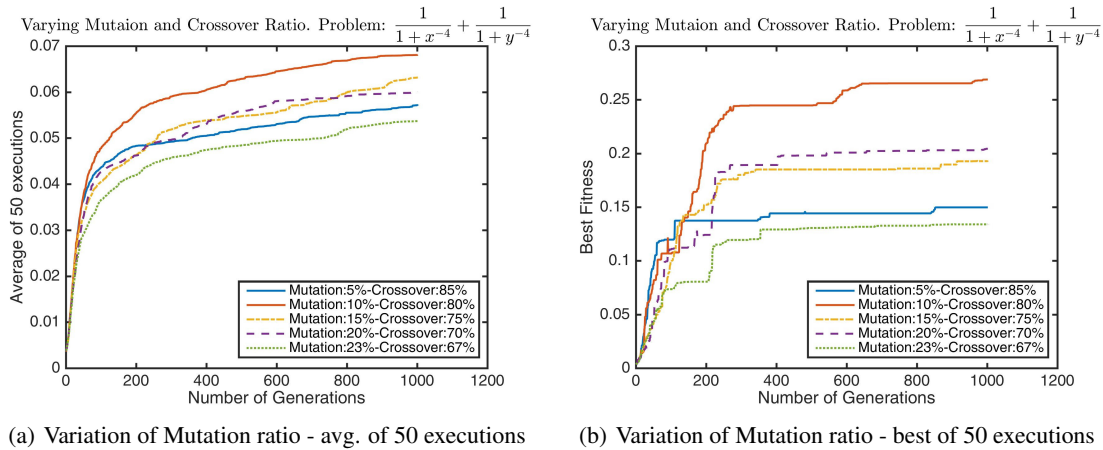 Varying Mutaion and Crossover Ratio. Problem: 1/(1 + x^-4) + 1/(1 + y^-4)
0.07
0.06
0.05
0.04
0.03
0.02
0.01
0
Average of 50 executions
Mutation:5%-Crossover:85%
Mutation:10%-Crossover:80%
Mutation:15%-Crossover:75%
Mutation:20%-Crossover:70%
Mutation:23%-Crossover:67%
0 200 400 600 800 1000 1200
Number of Generations
(a) Variation of Mutation ratio - avg. of 50 executions
Varying Mutaion and Crossover Ratio. Problem: 1/(1 + x^-4) + 1/(1 + y^-4)
0.3
0.25
0.2
0.15
0.1
0.05
0
Best Fitness
Mutation:5%-Crossover:85%
Mutation:10%-Crossover:80%
Mutation:15%-Crossover:75%
Mutation:20%-Crossover:70%
Mutation:23%-Crossover:67%
0 200 400 600 800 1000 1200
Number of Generations
(b) Variation of Mutation ratio - best of 50 executions